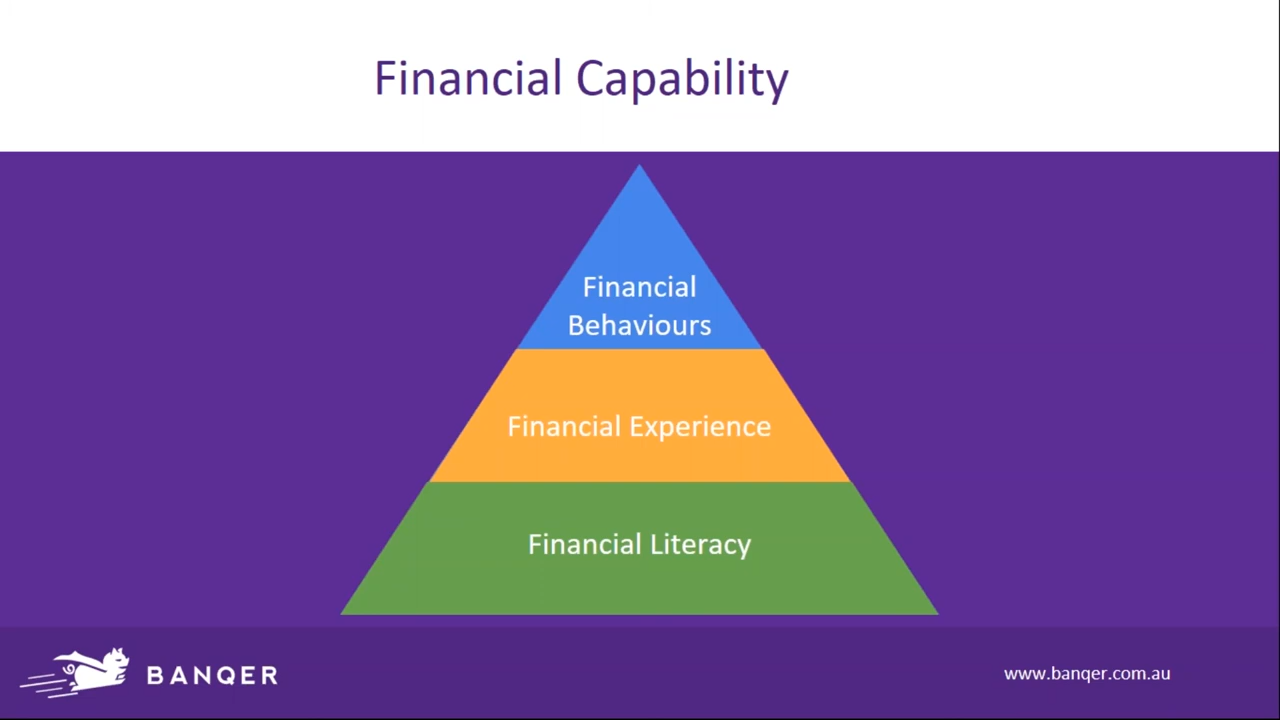 Financial Capability
Financial
Behaviours
Financial Experience
Financial Literacy
BANQER
www.banqer.com.au